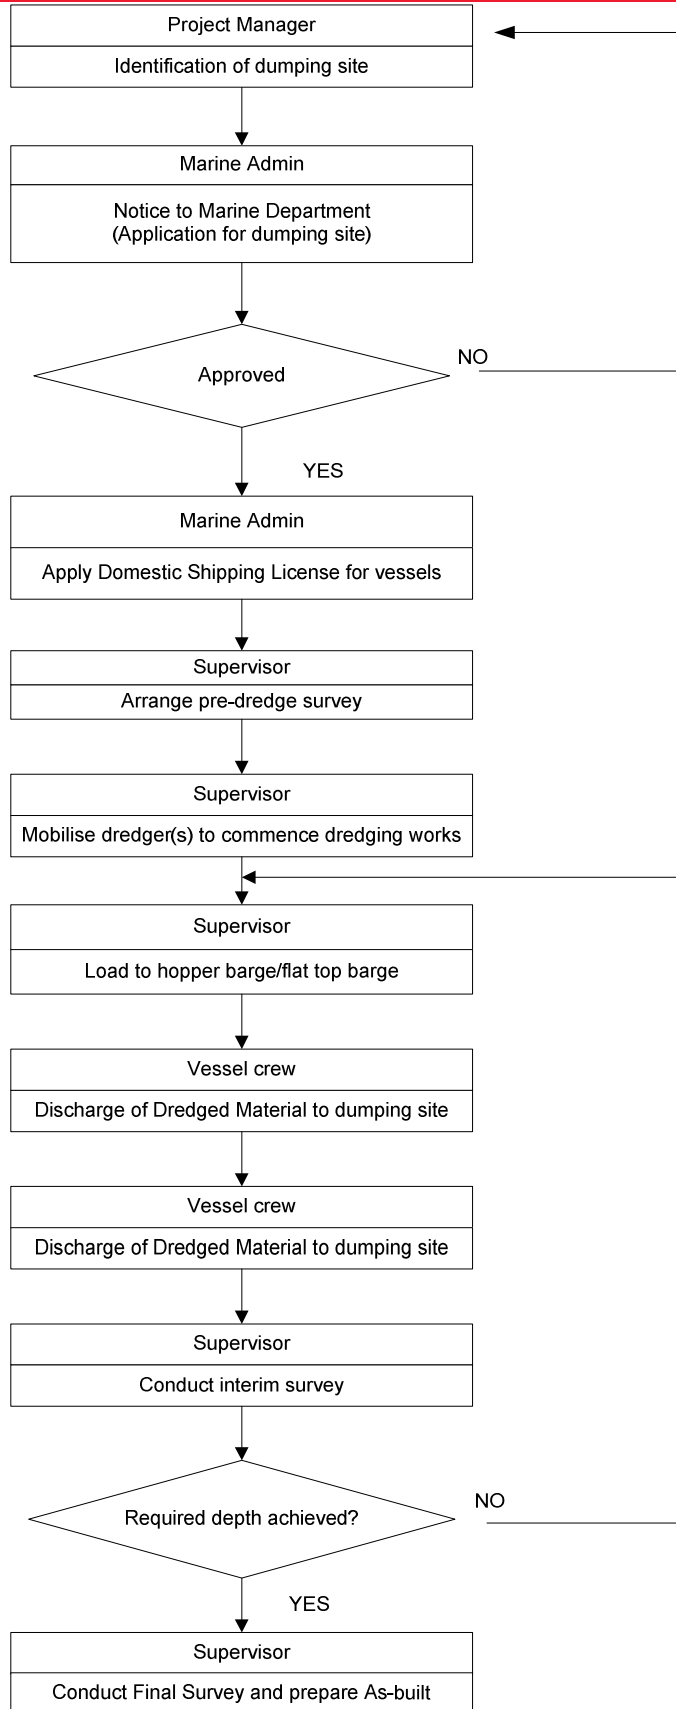 Project Manager
Identification of dumping site
Marine Admin
Notice to Marine Department
(Application for dumping site)
Approved
NO
YES
Marine Admin
Apply Domestic Shipping License for vessels
Supervisor
Arrange pre-dredge survey
Supervisor
Mobilise dredger(s) to commence dredging works
Supervisor
Load to hopper barge/flat top barge
Vessel crew
Discharge of Dredged Material to dumping site
Vessel crew
Discharge of Dredged Material to dumping site
Supervisor
Conduct interim survey
Required depth achieved?
NO
YES
Supervisor
Conduct Final Survey and prepare As-built